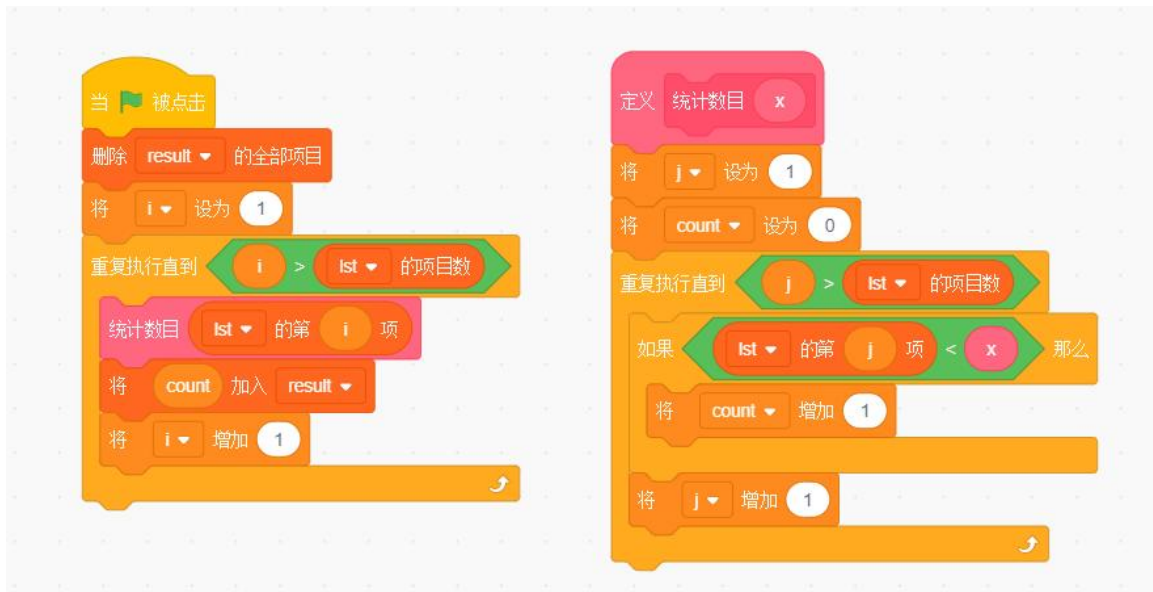 当 被点击
删除 result 的全部项目
将 i 设为 1
重复执行直到 i > lst 的项目数
统计数目 lst 的第 i 项
将 count 加入 result
将 i 增加 1
定义 统计数目 x
将 j 设为 1
将 count 设为 0
重复执行直到 j > lst 的项目数
如果 lst 的第 j 项 < x 那么
将 count 增加 1
将 j 增加 1